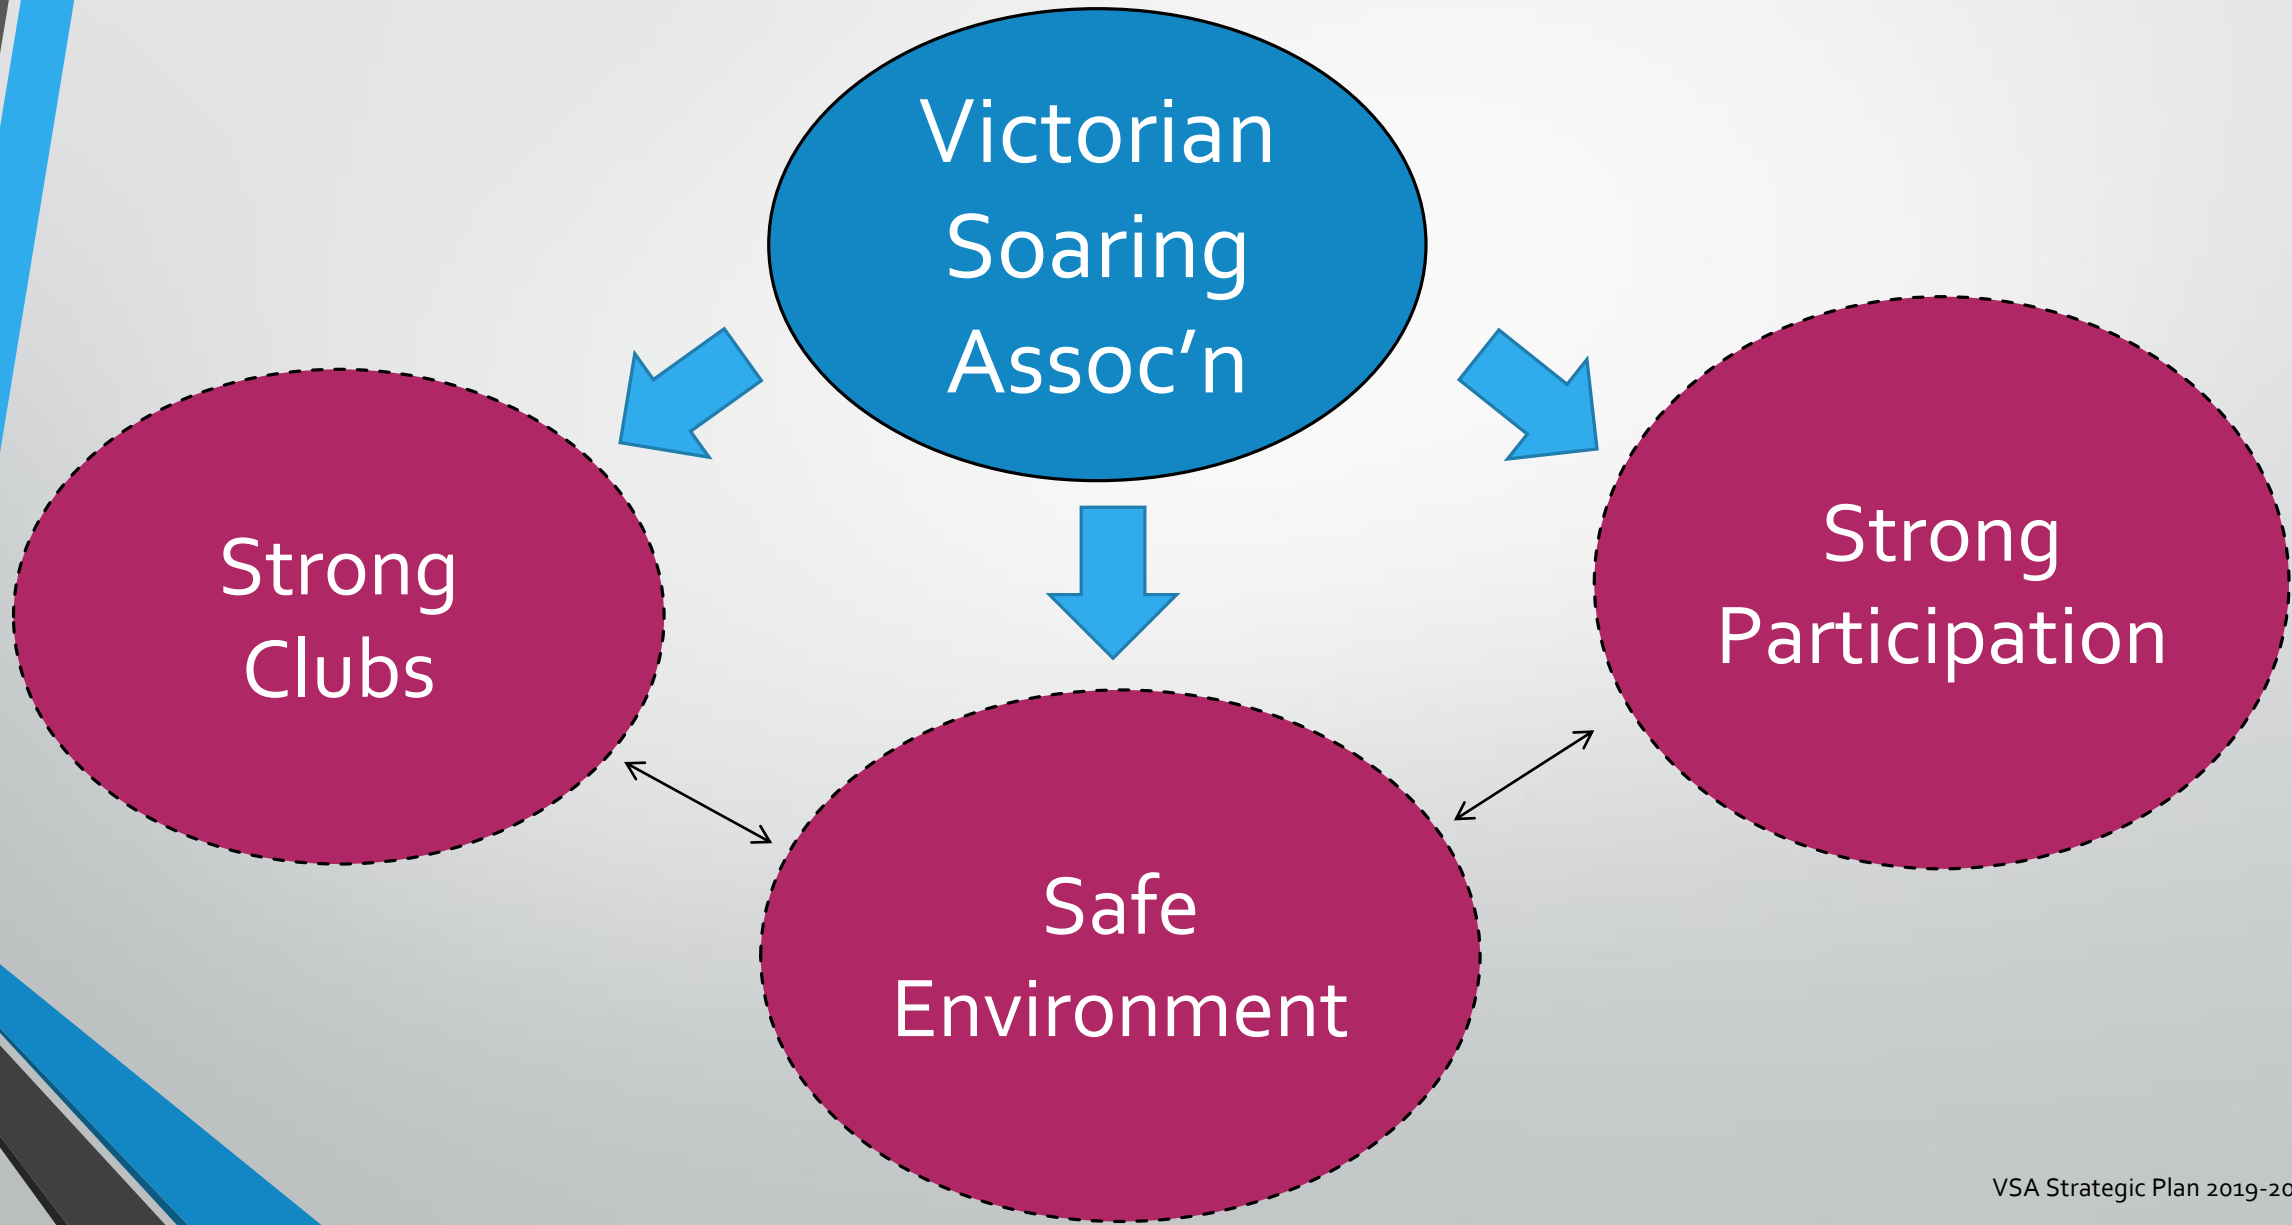 Victorian
Soaring
Assoc’n
Strong
Clubs
Strong
Participation
Safe
Environment
VSA Strategic Plan 2019-20